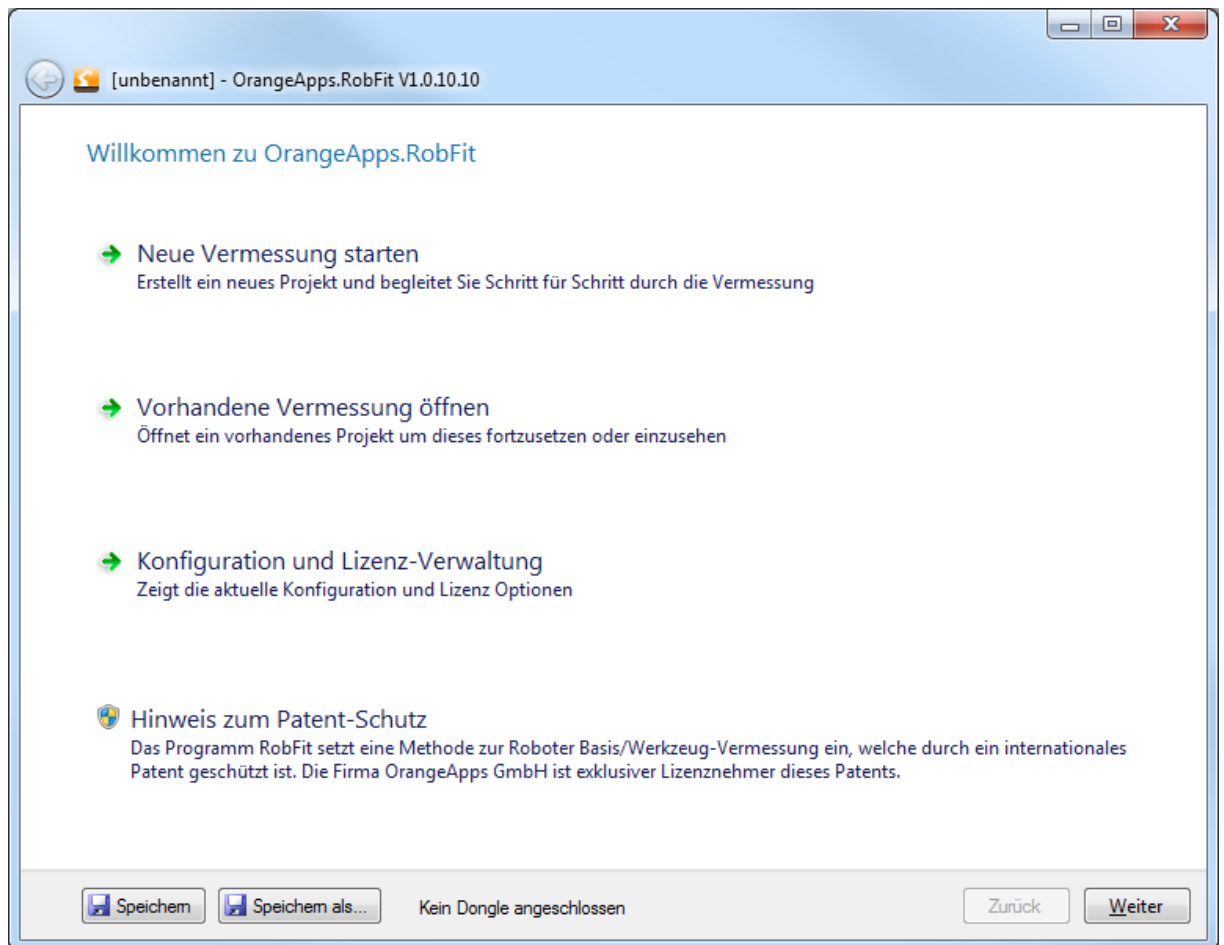 [unbenannt] - OrangeApps.RobFit V1.0.10.10
Willkommen zu OrangeApps.RobFit
Neue Vermessung starten
Erstellt ein neues Projekt und begleitet Sie Schritt für Schritt durch die Vermessung
Vorhandene Vermessung öffnen
Öffnet ein vorhandenes Projekt um dieses fortzusetzen oder einzusehen
Konfiguration und Lizenz-Verwaltung
Zeigt die aktuelle Konfiguration und Lizenz Optionen
Hinweis zum Patent-Schutz
Das Programm RobFit setzt eine Methode zur Roboter Basis/Werkzeug-Vermessung ein, welche durch ein internationales
Patent geschützt ist. Die Firma OrangeApps GmbH ist exklusiver Lizenznehmer dieses Patents.
Speichern Speichern als... Kein Dongle angeschlossen Zurück Weiter